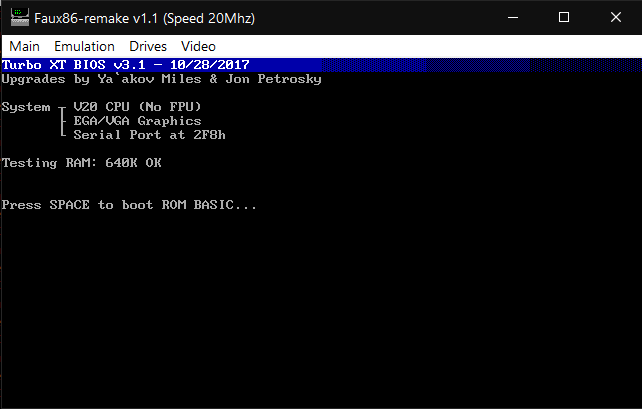 Faux86-remake v1.1 (Speed 20Mhz)
Main Emulation Drives Video
Turbo XT BIOS v3.1 - 10/28/2017
Upgrades by Ya`akov Miles & Jon Petrosky
System ┬ V20 CPU (No FPU)
├ EGA/VGA Graphics
└ Serial Port at 2F8h
Testing RAM: 640K OK
Press SPACE to boot ROM BASIC...